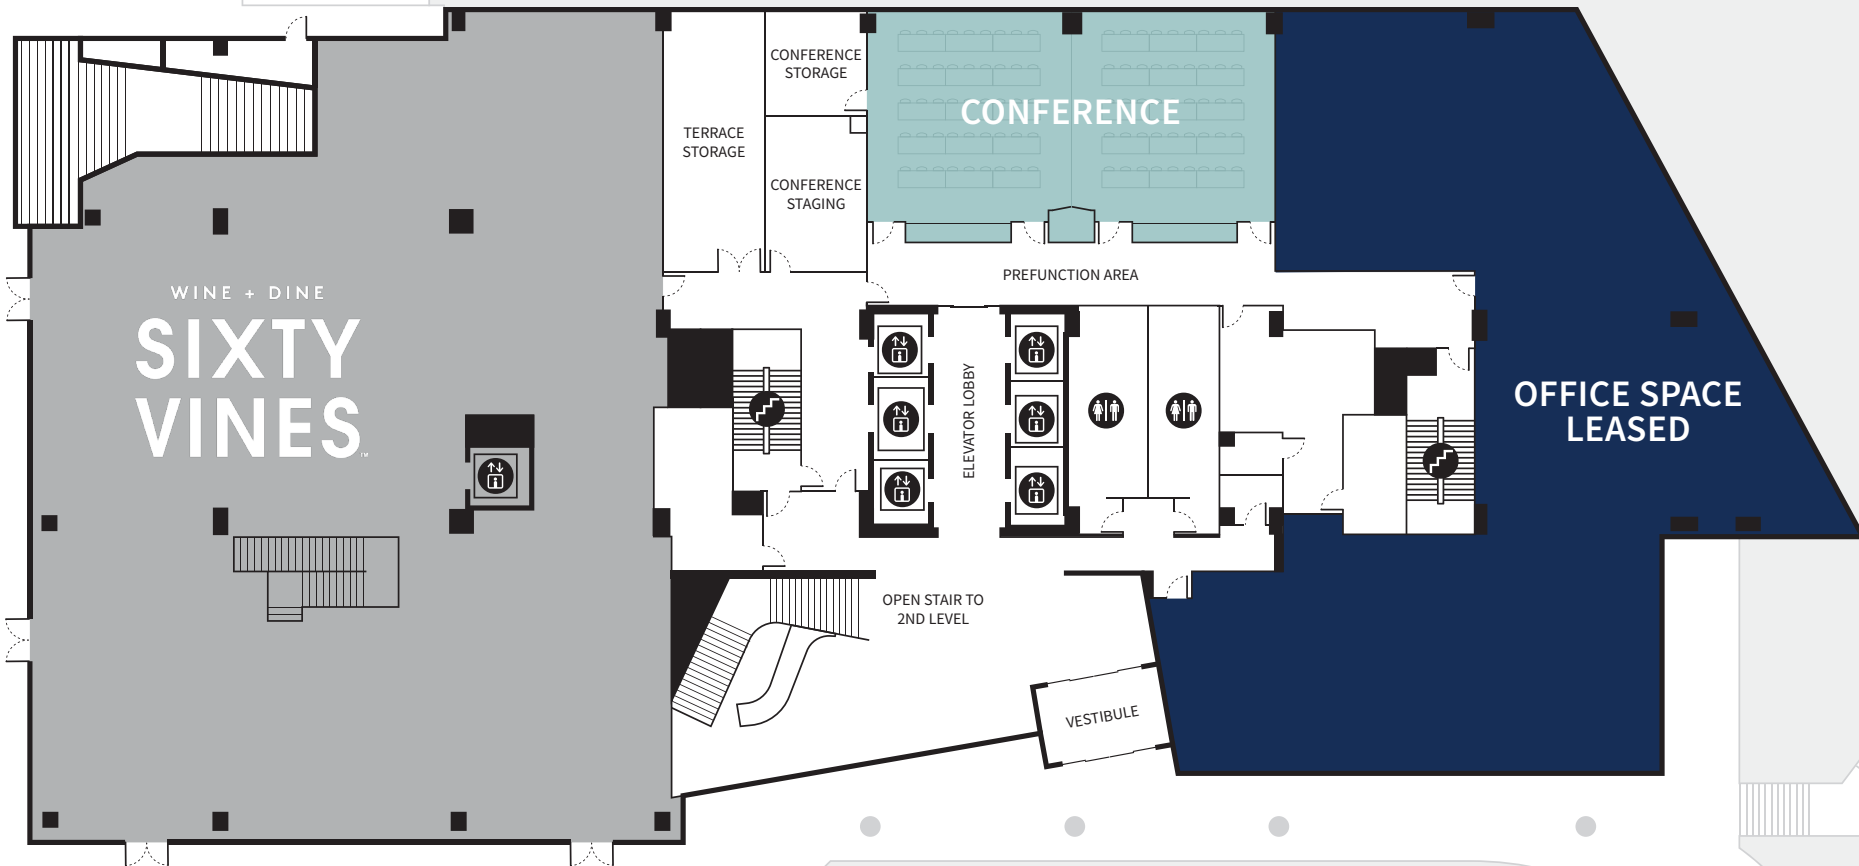 CONFERENCE
STORAGE
CONFERENCE
TERRACE
STORAGE
CONFERENCE
STAGING
PREFUNCTION AREA
WINE + DINE
SIXTY
VINES™
ELEVATOR LOBBY
OFFICE SPACE
LEASED
OPEN STAIR TO
2ND LEVEL
VESTIBULE